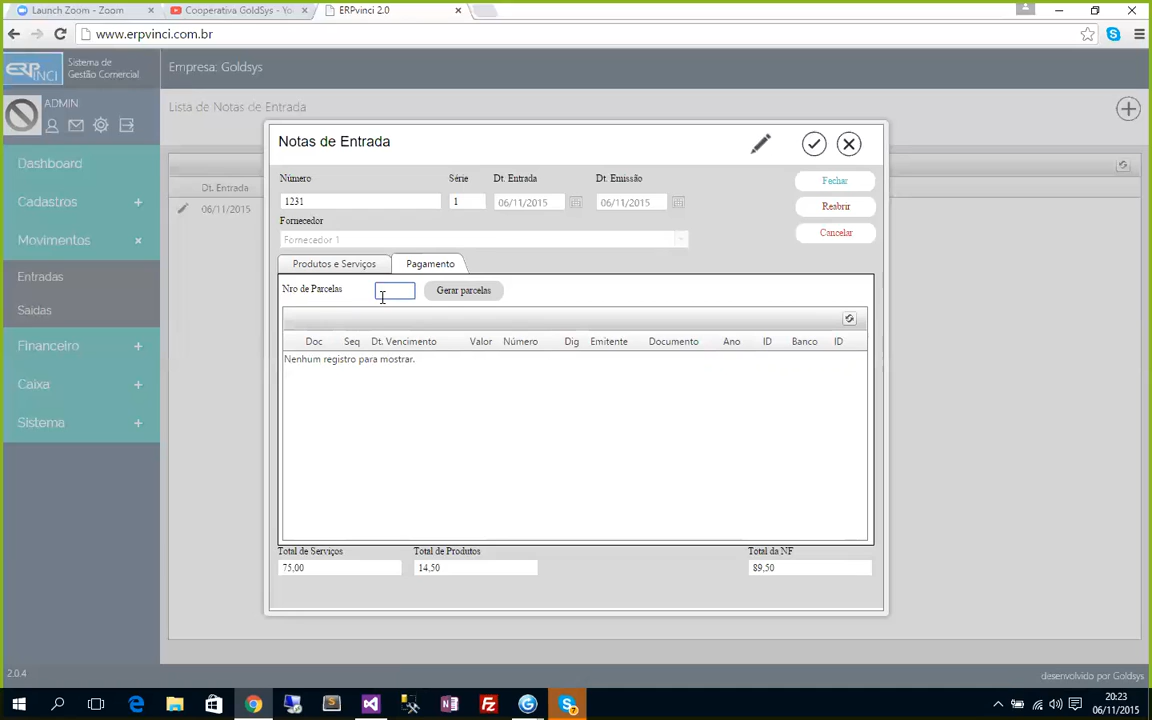 Launch Zoom - Zoom
Cooperativa GoldSys - Yo
ERPvinci 2.0
www.erpvinci.com.br
ERP
INCI
Sistema de
Gestão Comercial
Empresa: Goldsys
ADMIN
Lista de Notas de Entrada
Dashboard
Cadastros +
Movimentos ×
Entradas
Saídas
Financeiro +
Caixa +
Sistema +
Dt. Entrada
06/11/2015
Notas de Entrada
Número Série Dt. Entrada Dt. Emissão
1231 1 06/11/2015 06/11/2015
Fornecedor
Fornecedor 1
Fechar
Reabrir
Cancelar
Produtos e Serviços Pagamento
Nro de Parcelas Gerar parcelas
Doc Seq Dt. Vencimento Valor Número Dig Emitente Documento Ano ID Banco ID
Nenhum registro para mostrar.
Total de Serviços Total de Produtos Total da NF
75,00 14,50 89,50
2.0.4
desenvolvido por Goldsys
20:23
06/11/2015